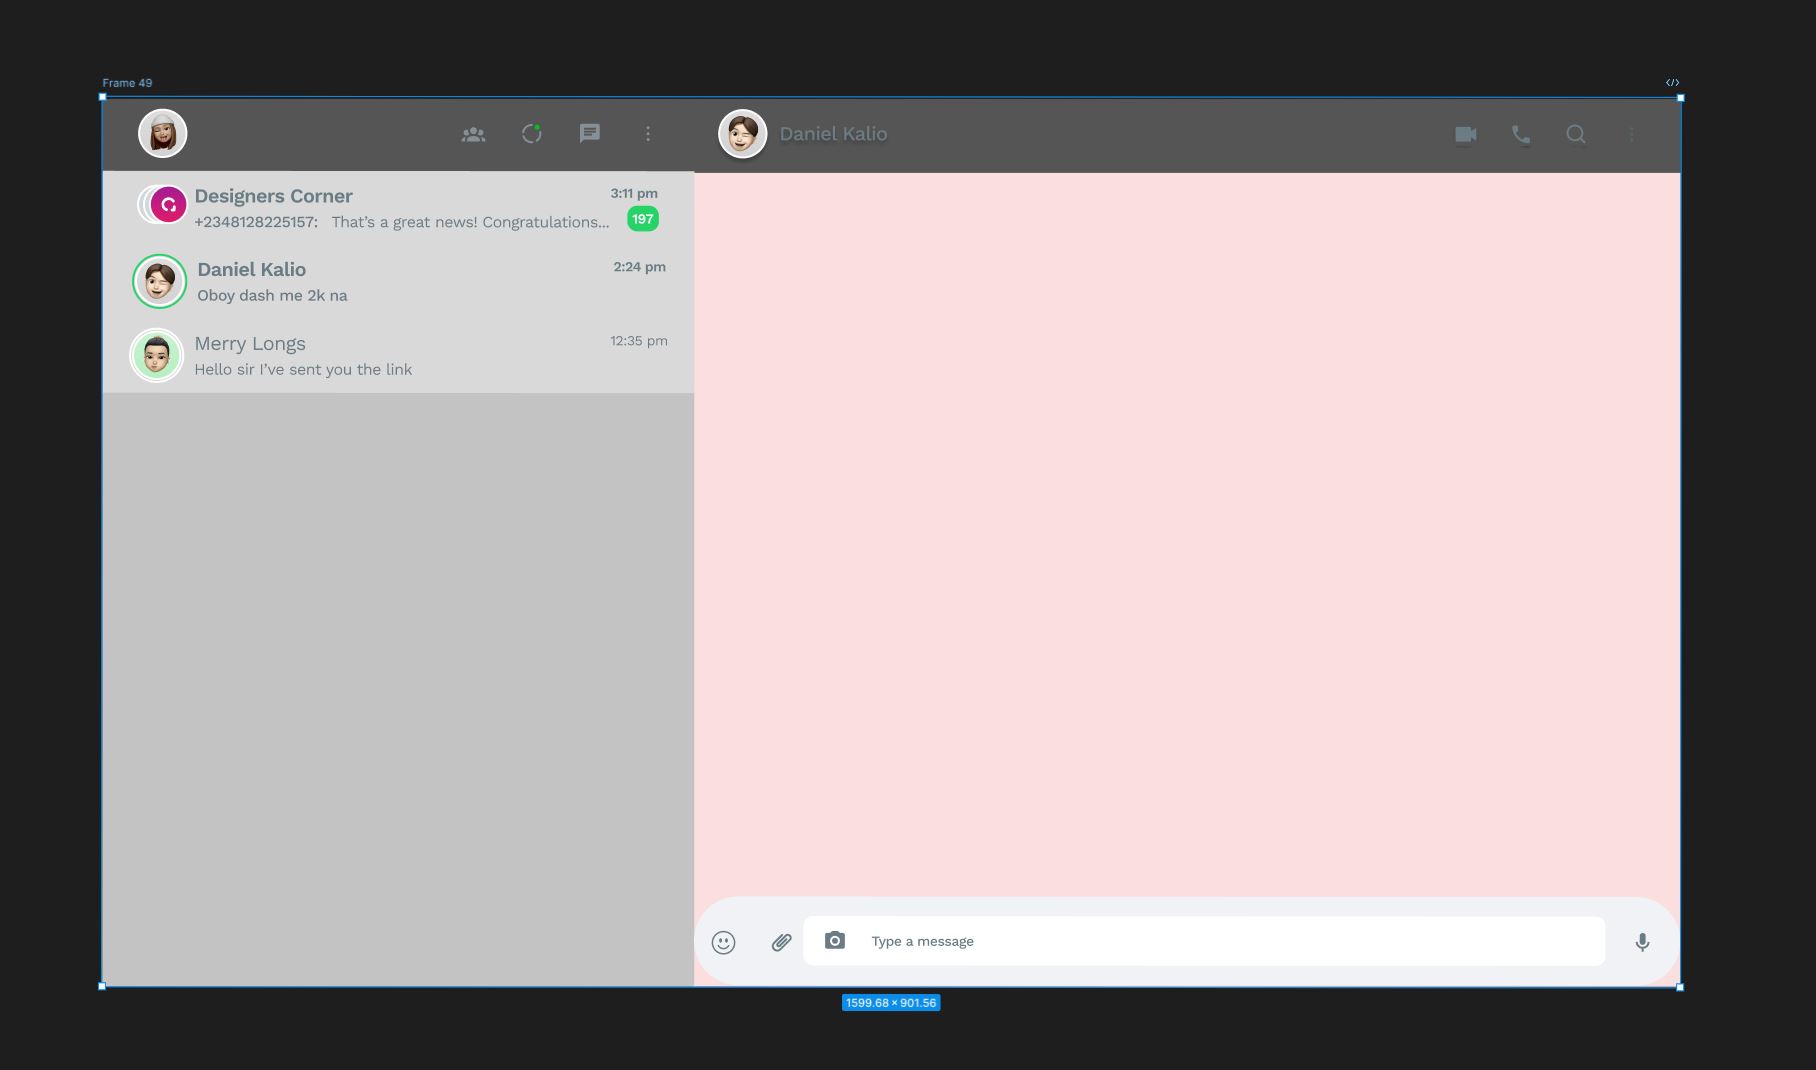 Frame 49
Daniel Kalio
Designers Corner
3:11 pm
+2348128225157: That’s a great news! Congratulations...
197
Daniel Kalio
2:24 pm
Oboy dash me 2k na
Merry Longs
12:35 pm
Hello sir I’ve sent you the link
Type a message
1599.68 × 901.56